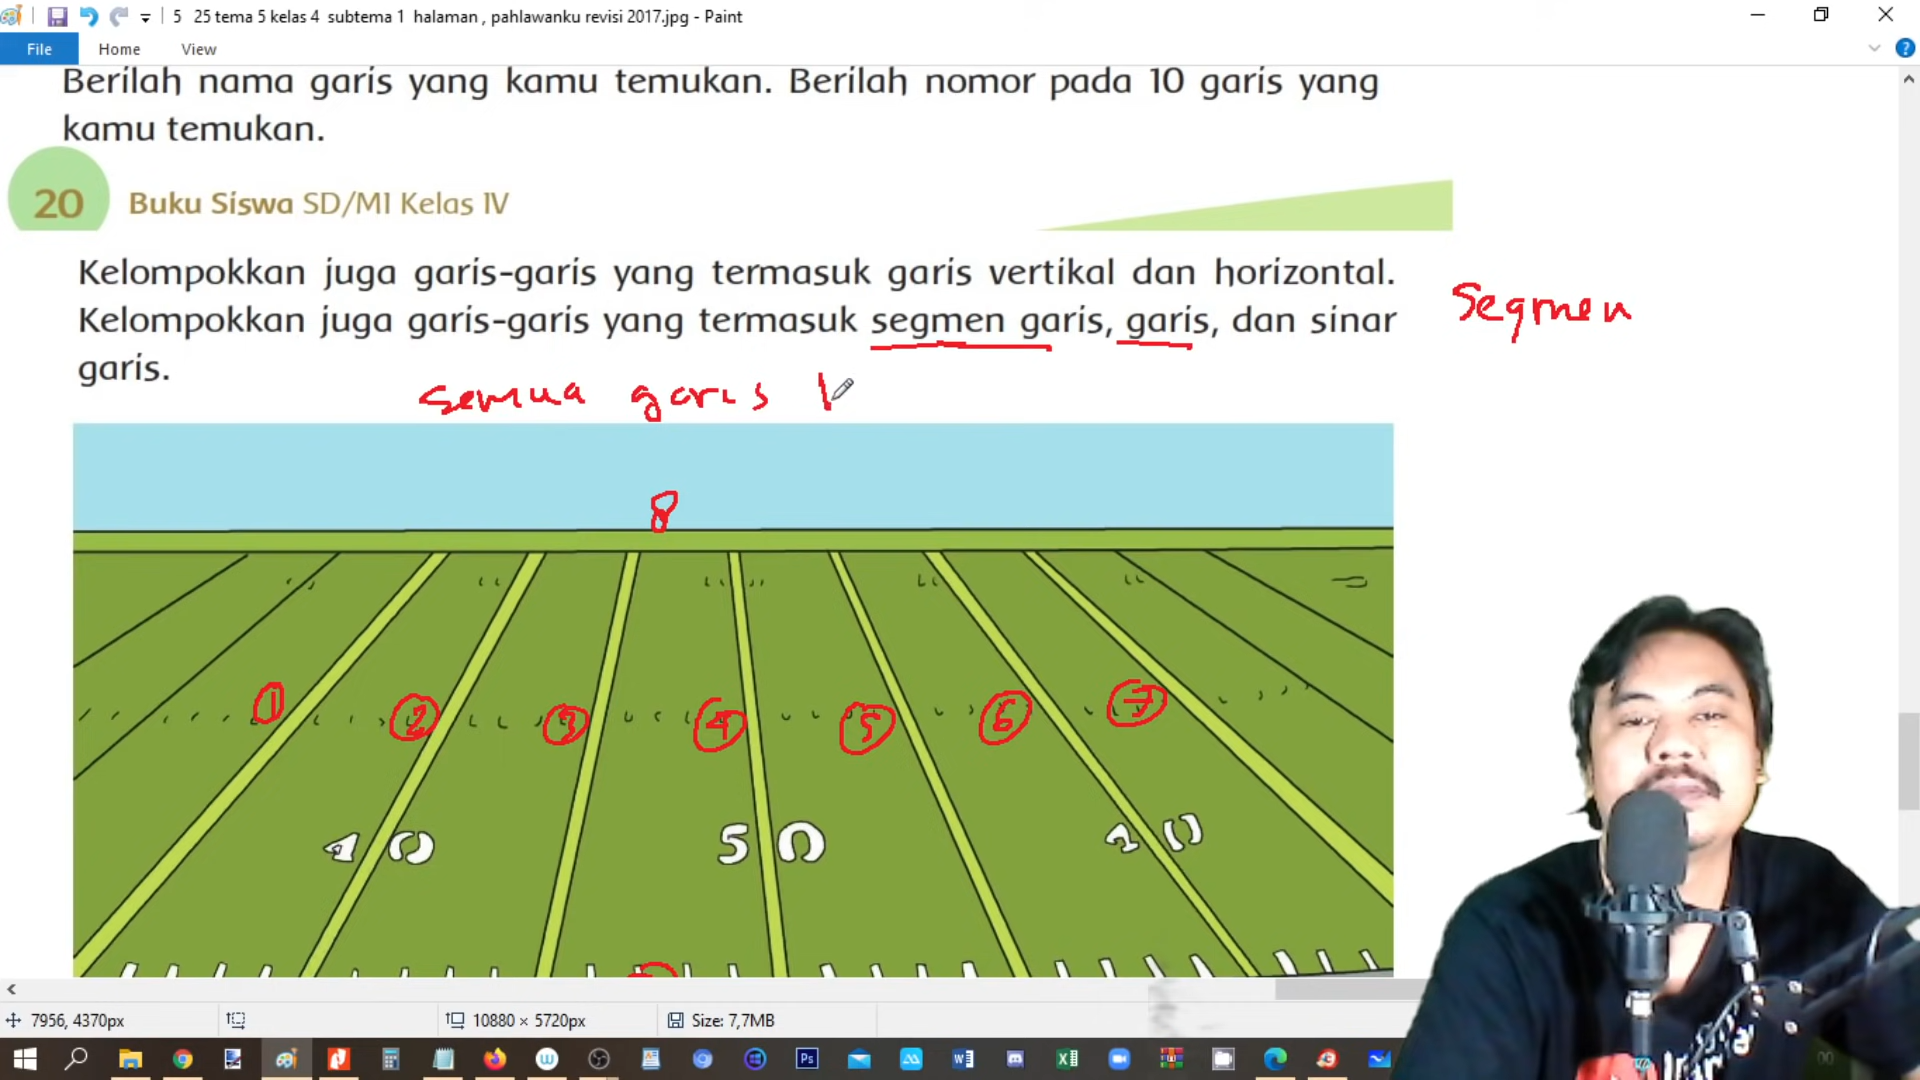 5 25 tema 5 kelas 4 subtema 1 halaman , pahlawanku revisi 2017.jpg - Paint
File Home View
Berilah nama garis yang kamu temukan. Berilah nomor pada 10 garis yang
kamu temukan.
20 Buku Siswa SD/MI Kelas IV
Kelompokkan juga garis-garis yang termasuk garis vertikal dan horizontal.
Kelompokkan juga garis-garis yang termasuk segmen garis, garis, dan sinar
garis.
Segmen
semua garis
8
1 2 3 4 5 6 7
50
7956, 4370px
10880 × 5720px
Size: 7,7MB
Ps